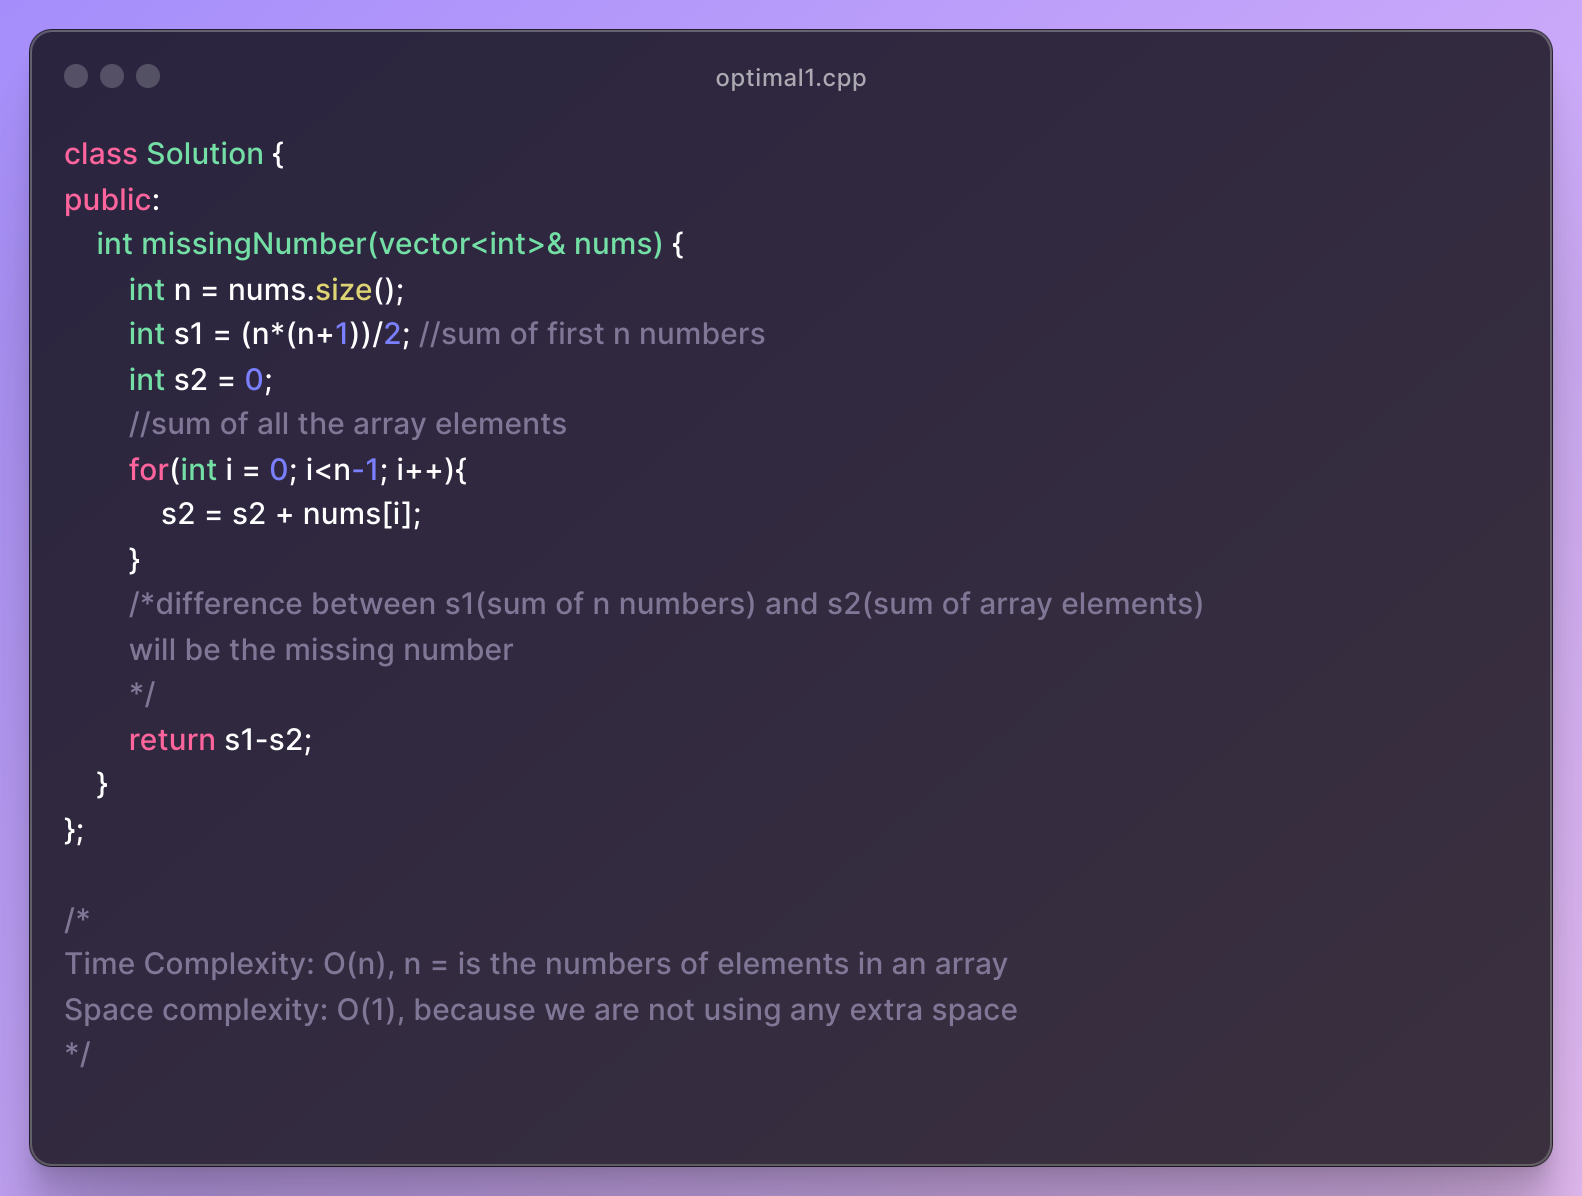 optimal1.cpp
class Solution {
public:
    int missingNumber(vector<int>& nums) {
        int n = nums.size();
        int s1 = (n*(n+1))/2; //sum of first n numbers
        int s2 = 0;
        //sum of all the array elements
        for(int i = 0; i<n-1; i++){
            s2 = s2 + nums[i];
        }
        /*difference between s1(sum of n numbers) and s2(sum of array elements)
        will be the missing number
        */
        return s1-s2;
    }
};
/*
Time Complexity: O(n), n = is the numbers of elements in an array
Space complexity: O(1), because we are not using any extra space
*/